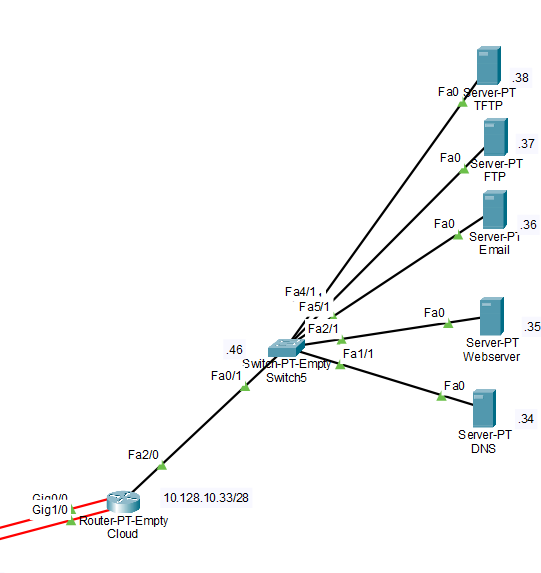 .38
Fa0
Server-PT
TFTP
.37
Fa0
Server-PT
FTP
.36
Fa0
Server-PT
Email
Fa4/1
Fa5/1
Fa2/1
Fa0
.35
Server-PT
Webserver
.46
Switch-PT-Empty
Switch5
Fa1/1
Fa0/1
Fa0
.34
Server-PT
DNS
Fa2/0
Gig0/0
Gig1/0
10.128.10.33/28
Router-PT-Empty
Cloud